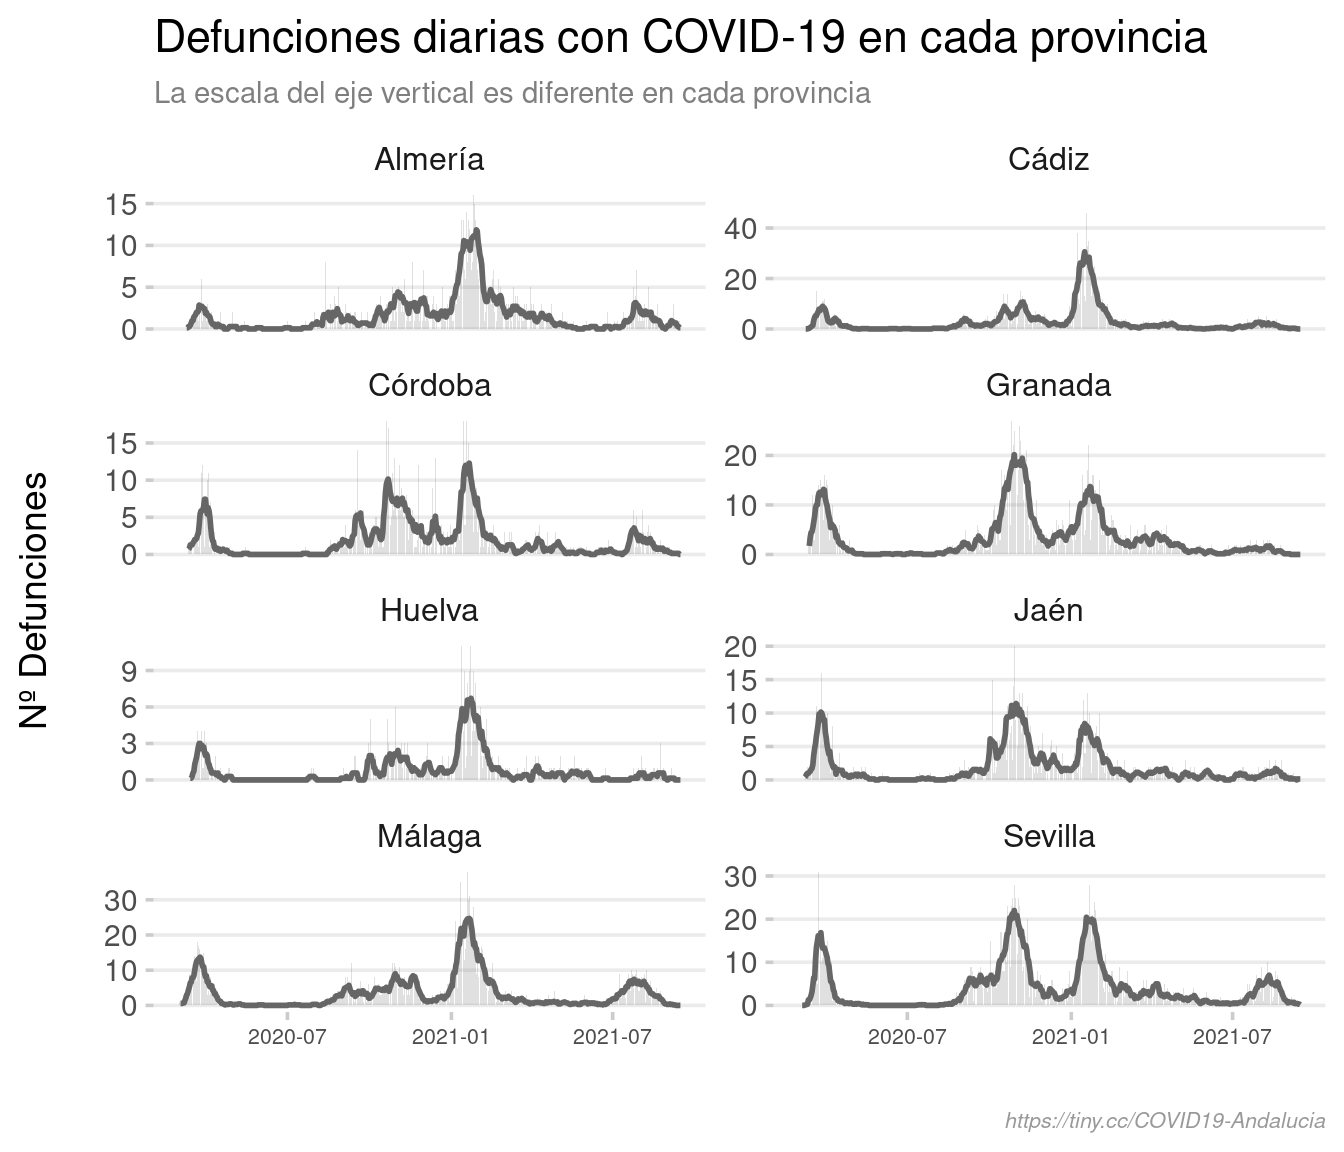 Defunciones diarias con COVID-19 en cada provincia
La escala del eje vertical es diferente en cada provincia
Nº Defunciones
Almería
15
10
5
0
Cádiz
40
20
0
Córdoba
15
10
5
0
Granada
20
10
0
Huelva
9
6
3
0
Jaén
20
15
10
5
0
Málaga
30
20
10
0
2020-07 2021-01 2021-07
Sevilla
30
20
10
0
2020-07 2021-01 2021-07
https://tiny.cc/COVID19-Andalucia